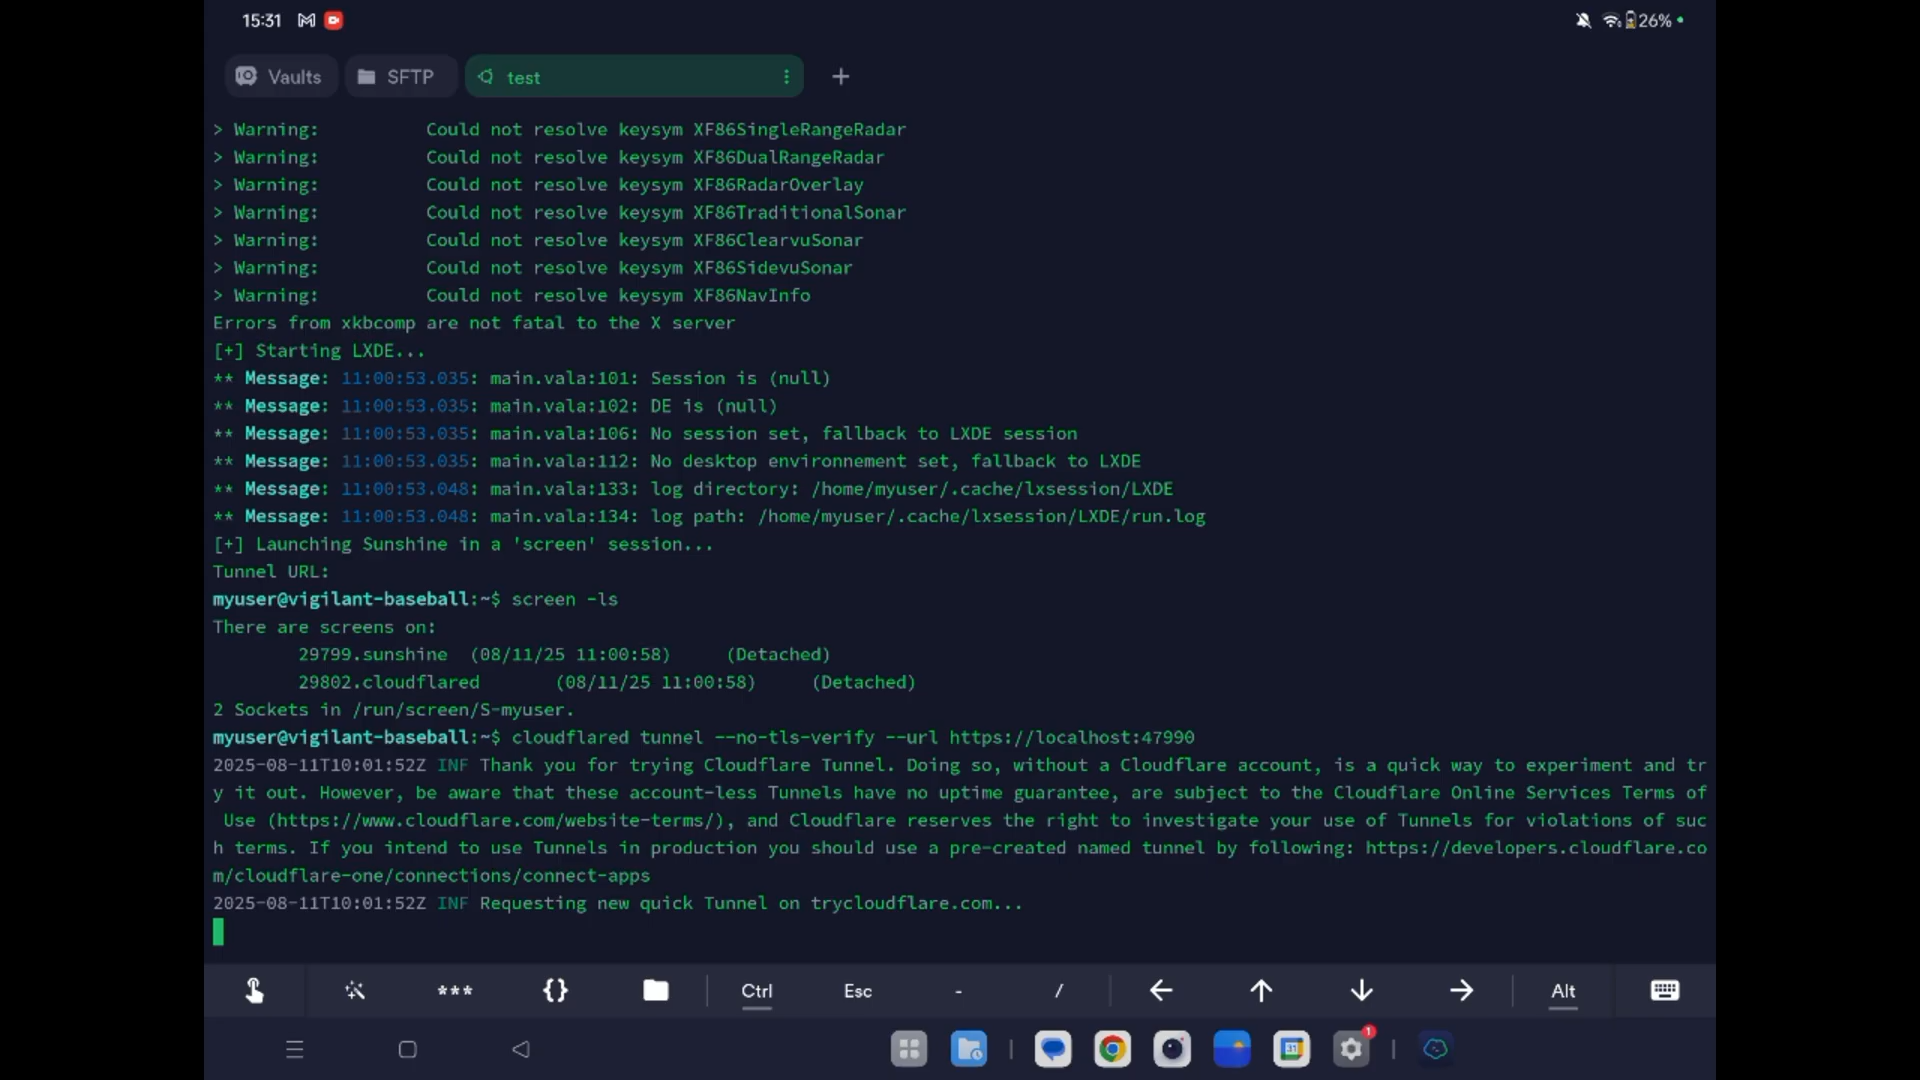 15:31
26%
Vaults
SFTP
test
> Warning:          Could not resolve keysym XF86SingleRangeRadar
> Warning:          Could not resolve keysym XF86DualRangeRadar
> Warning:          Could not resolve keysym XF86RadarOverlay
> Warning:          Could not resolve keysym XF86TraditionalSonar
> Warning:          Could not resolve keysym XF86ClearvuSonar
> Warning:          Could not resolve keysym XF86SidevuSonar
> Warning:          Could not resolve keysym XF86NavInfo
Errors from xkbcomp are not fatal to the X server
[+] Starting LXDE...
** Message: 11:00:53.035: main.vala:101: Session is (null)
** Message: 11:00:53.035: main.vala:102: DE is (null)
** Message: 11:00:53.035: main.vala:106: No session set, fallback to LXDE session
** Message: 11:00:53.035: main.vala:112: No desktop environnement set, fallback to LXDE
** Message: 11:00:53.048: main.vala:133: log directory: /home/myuser/.cache/lxsession/LXDE
** Message: 11:00:53.048: main.vala:134: log path: /home/myuser/.cache/lxsession/LXDE/run.log
[+] Launching Sunshine in a 'screen' session...
Tunnel URL:
myuser@vigilant-baseball:~$ screen -ls
There are screens on:
        29799.sunshine  (08/11/25 11:00:58)     (Detached)
        29802.cloudflared       (08/11/25 11:00:58)     (Detached)
2 Sockets in /run/screen/S-myuser.
myuser@vigilant-baseball:~$ cloudflared tunnel --no-tls-verify --url https://localhost:47990
2025-08-11T10:01:52Z INF Thank you for trying Cloudflare Tunnel. Doing so, without a Cloudflare account, is a quick way to experiment and tr
y it out. However, be aware that these account-less Tunnels have no uptime guarantee, are subject to the Cloudflare Online Services Terms of
 Use (https://www.cloudflare.com/website-terms/), and Cloudflare reserves the right to investigate your use of Tunnels for violations of suc
h terms. If you intend to use Tunnels in production you should use a pre-created named tunnel by following: https://developers.cloudflare.co
m/cloudflare-one/connections/connect-apps
2025-08-11T10:01:52Z INF Requesting new quick Tunnel on trycloudflare.com...
*** {} Ctrl Esc - / Alt
31 1